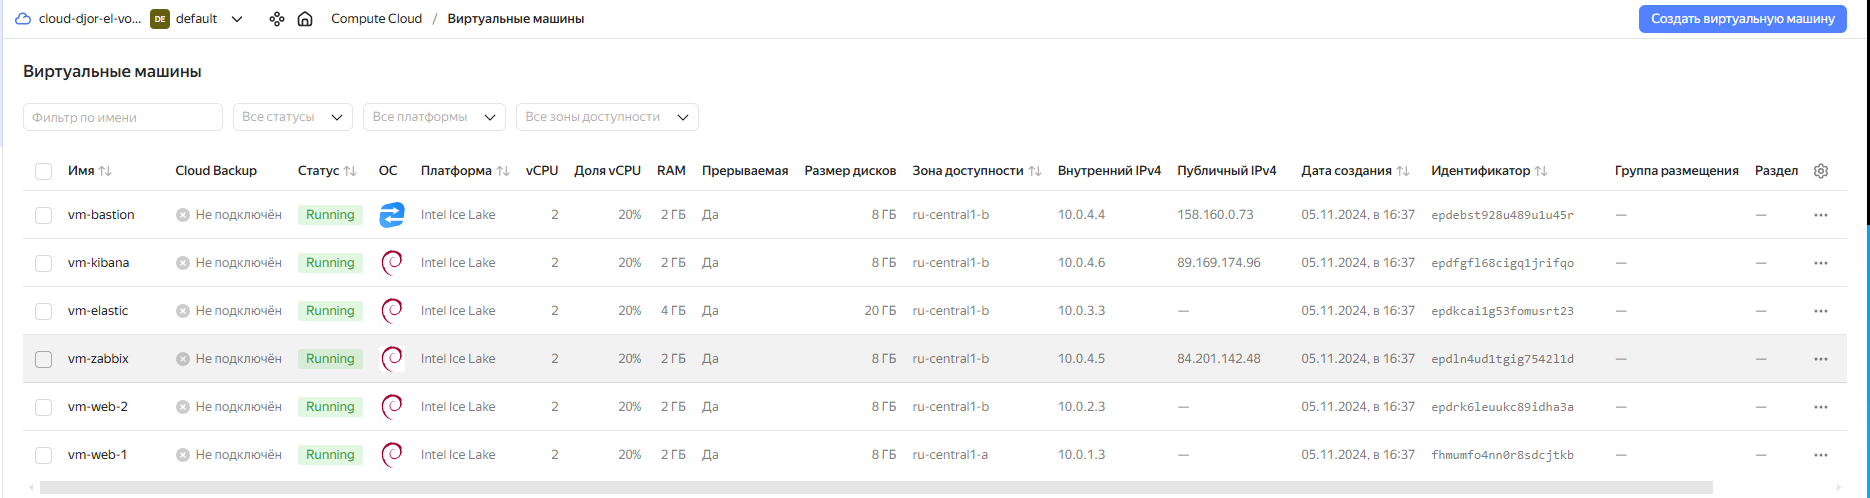 cloud-djor-el-vo... DE default Compute Cloud / Виртуальные машины Создать виртуальную машину
Виртуальные машины
Фильтр по имени Все статусы Все платформы Все зоны доступности
Имя Cloud Backup Статус ОС Платформа vCPU Доля vCPU RAM Прерываемая Размер дисков Зона доступности Внутренний IPv4 Публичный IPv4 Дата создания Идентификатор Группа размещения Раздел
vm-bastion Не подключён Running Intel Ice Lake 2 20% 2 ГБ Да 8 ГБ ru-central1-b 10.0.4.4 158.160.0.73 05.11.2024, в 16:37 epdebst928u489u1u45r — — ···
vm-kibana Не подключён Running Intel Ice Lake 2 20% 2 ГБ Да 8 ГБ ru-central1-b 10.0.4.6 89.169.174.96 05.11.2024, в 16:37 epdfgfl68cigq1jrifqo — — ···
vm-elastic Не подключён Running Intel Ice Lake 2 20% 4 ГБ Да 20 ГБ ru-central1-b 10.0.3.3 — 05.11.2024, в 16:37 epdkcai1g53fomusrt23 — — ···
vm-zabbix Не подключён Running Intel Ice Lake 2 20% 2 ГБ Да 8 ГБ ru-central1-b 10.0.4.5 84.201.142.48 05.11.2024, в 16:37 epdln4ud1tgig7542l1d — — ···
vm-web-2 Не подключён Running Intel Ice Lake 2 20% 2 ГБ Да 8 ГБ ru-central1-b 10.0.2.3 — 05.11.2024, в 16:37 epdrk6leuukc89idha3a — — ···
vm-web-1 Не подключён Running Intel Ice Lake 2 20% 2 ГБ Да 8 ГБ ru-central1-a 10.0.1.3 — 05.11.2024, в 16:37 fhmumfo4nn0r8sdcjtkb — — ···